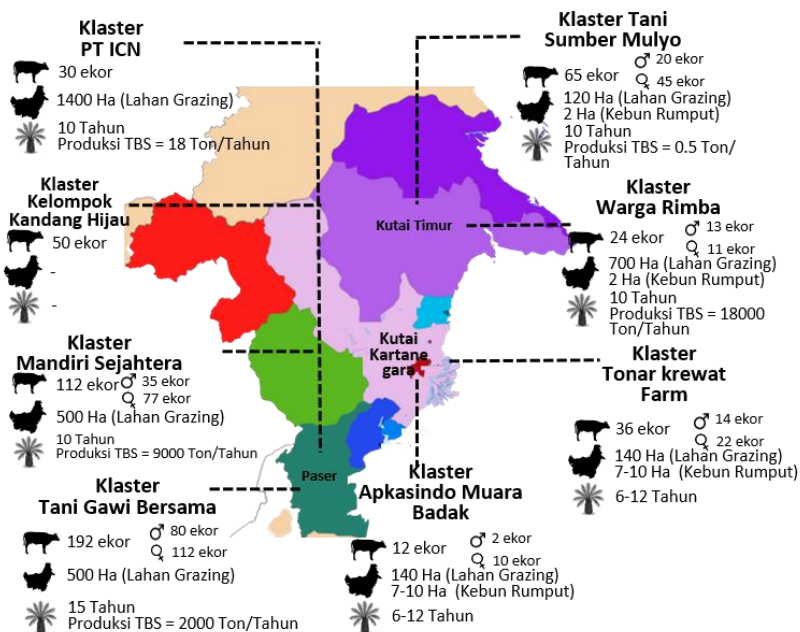 Klaster
PT ICN
30 ekor
1400 Ha (Lahan Grazing)
10 Tahun
Produksi TBS = 18 Ton/Tahun
Klaster
Kelompok
Kandang Hijau
50 ekor
-
-
Klaster
Mandiri Sejahtera
112 ekor
♂ 35 ekor
♀ 77 ekor
500 Ha (Lahan Grazing)
10 Tahun
Produksi TBS = 9000 Ton/Tahun
Klaster
Tani Gawi Bersama
192 ekor
♂ 80 ekor
♀ 112 ekor
500 Ha (Lahan Grazing)
15 Tahun
Produksi TBS = 2000 Ton/Tahun
Kutai Timur
Kutai
Kartane
gara
Paser
Klaster
Tani
Sumber Mulyo
65 ekor
♂ 20 ekor
♀ 45 ekor
120 Ha (Lahan Grazing)
2 Ha (Kebun Rumput)
10 Tahun
Produksi TBS = 0.5 Ton/
Tahun
Klaster
Warga Rimba
24 ekor
♂ 13 ekor
♀ 11 ekor
700 Ha (Lahan Grazing)
2 Ha (Kebun Rumput)
10 Tahun
Produksi TBS = 18000
Ton/Tahun
Klaster
Tonar krewat
Farm
36 ekor
♂ 14 ekor
♀ 22 ekor
140 Ha (Lahan Grazing)
7-10 Ha (Kebun Rumput)
6-12 Tahun
Klaster
Apkasindo Muara
Badak
12 ekor
♂ 2 ekor
♀ 10 ekor
140 Ha (Lahan Grazing)
7-10 Ha (Kebun Rumput)
6-12 Tahun